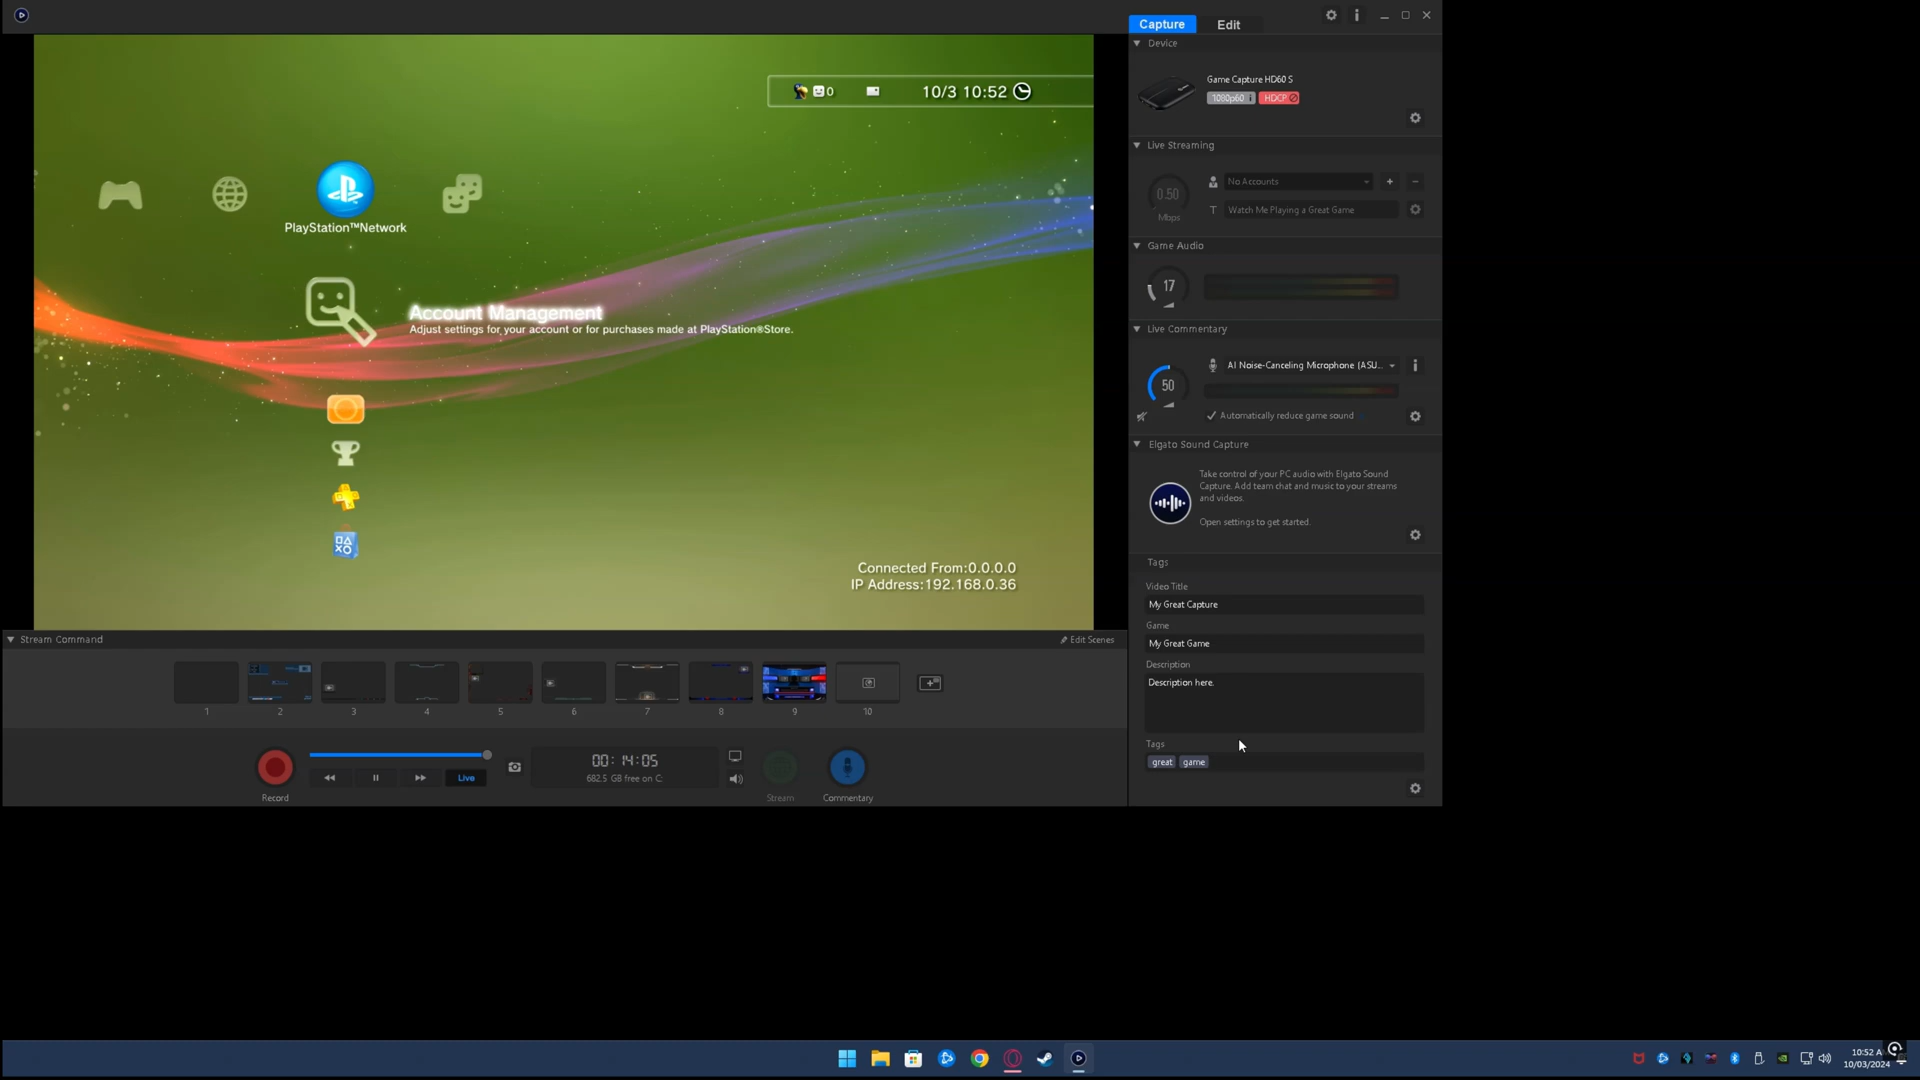 Capture
Edit
Device
Game Capture HD60 S
1080p60 i
HDCP
Live Streaming
0.50
Mbps
No Accounts
Watch Me Playing a Great Game
Game Audio
17
Live Commentary
50
AI Noise-Canceling Microphone (ASU...
Automatically reduce game sound
Elgato Sound Capture
Take control of your PC audio with Elgato Sound
Capture. Add team chat and music to your streams
and videos.
Open settings to get started.
Tags
Video Title
My Great Capture
Game
My Great Game
Description
Description here.
Tags
great game
0
10/3 10:52
PlayStation™Network
Account Management
Adjust settings for your account or for purchases made at PlayStation®Store.
Connected From:0.0.0.0
IP Address:192.168.0.36
Stream Command
Edit Scenes
1 2 3 4 5 6 7 8 9 10
Record
Live
00:14:05
682.5 GB free on C:
Stream
Commentary
10:52 A
10/03/2024